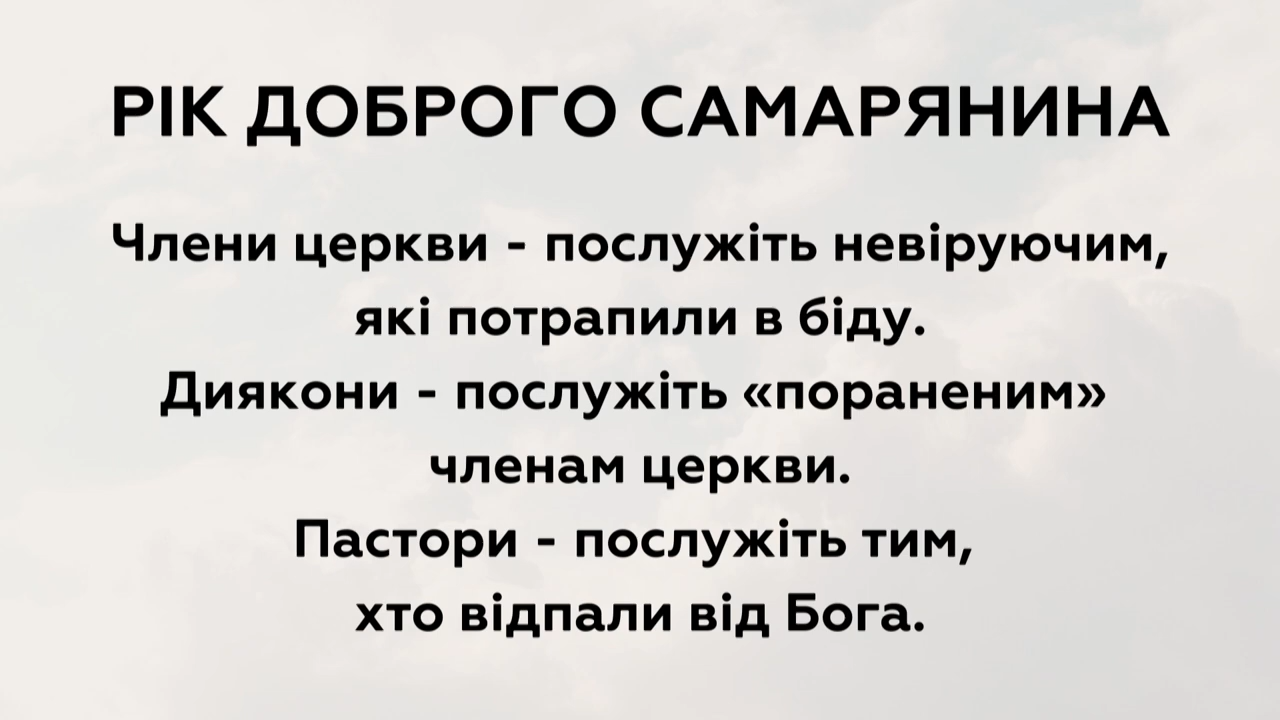 РІК ДОБРОГО САМАРЯНИНА
Члени церкви - послужіть невіруючим,
які потрапили в біду.
Диякони - послужіть «пораненим»
членам церкви.
Пастори - послужіть тим,
хто відпали від Бога.